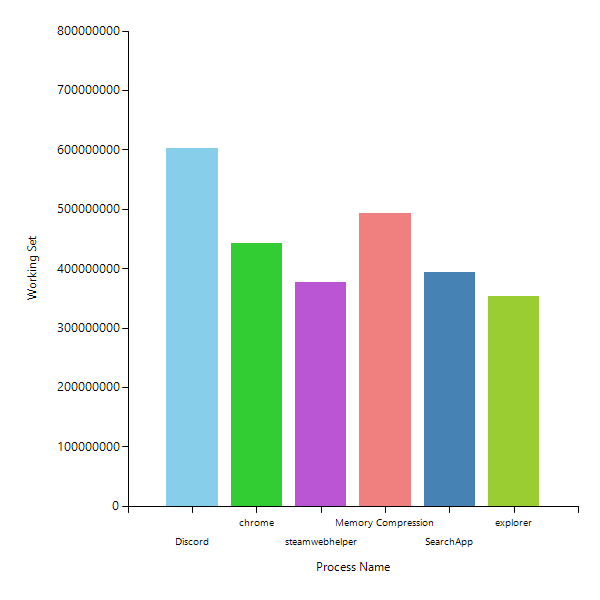 800000000
700000000
600000000
500000000
400000000
300000000
200000000
100000000
0
Working Set
chrome Memory Compression explorer
Discord steamwebhelper SearchApp
Process Name